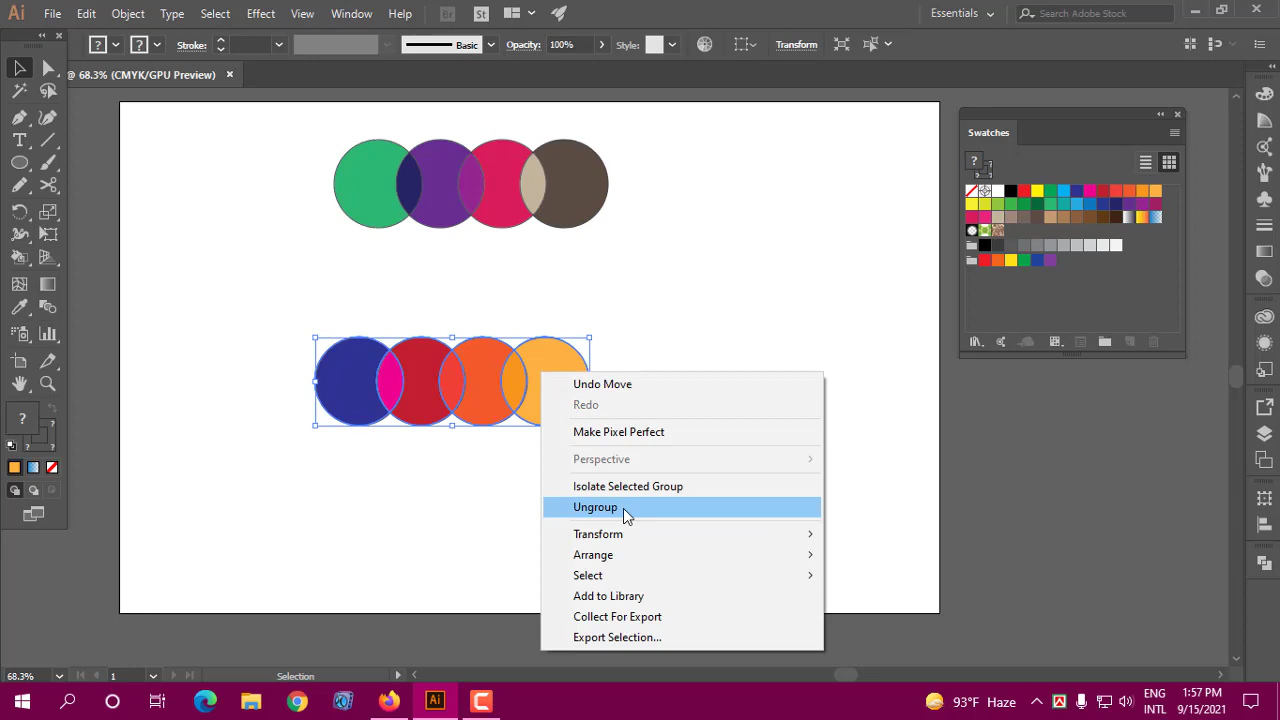 Ai File Edit Object Type Select Effect View Window Help Br St Essentials Search Adobe Stock
? ? Stroke: Basic Opacity: 100% Style: Transform
@ 68.3% (CMYK/GPU Preview)
Swatches
?
Undo Move
Redo
Make Pixel Perfect
Perspective
Isolate Selected Group
Ungroup
Transform
Arrange
Select
Add to Library
Collect For Export
Export Selection...
?
?
? ?
68.3% 1 Selection
Ai 93°F Haze ENG INTL 1:57 PM 9/15/2021